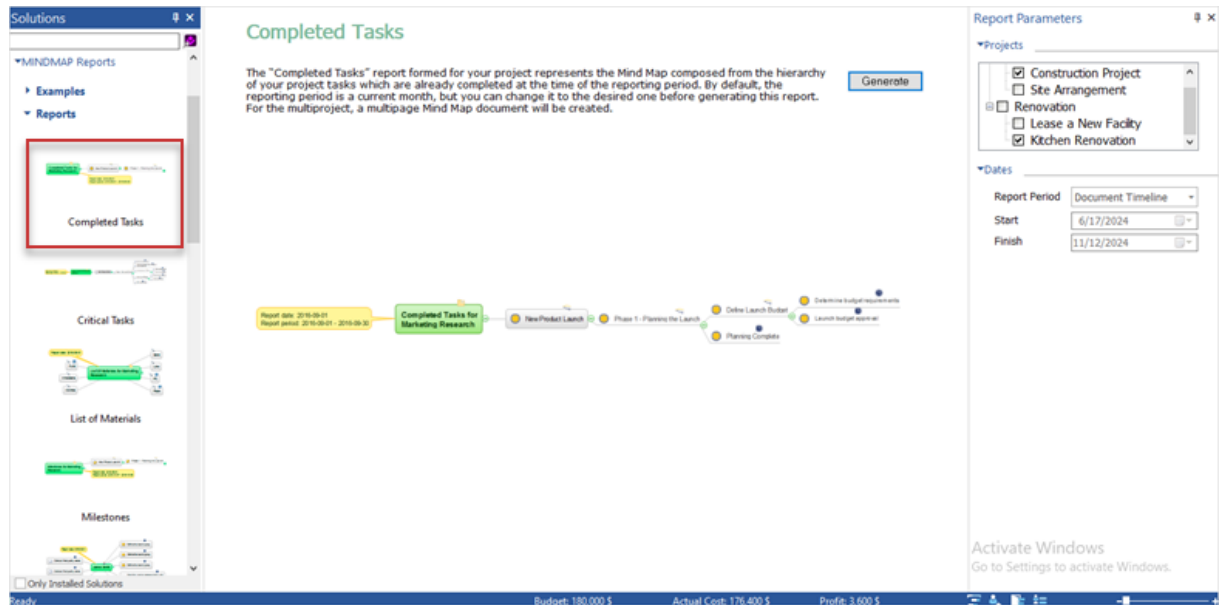 Solutions
MINDMAP Reports
Examples
Reports
Completed Tasks
Critical Tasks
List of Materials
Milestones
Only Installed Solutions
Completed Tasks
The "Completed Tasks" report formed for your project represents the Mind Map composed from the hierarchy
of your project tasks which are already completed at the time of the reporting period. By default, the
reporting period is a current month, but you can change it to the desired one before generating this report.
For the multiproject, a multipage Mind Map document will be created.
Generate
Report date: 2016-09-01
Report period: 2016-09-01 - 2016-09-30
Completed Tasks for
Marketing Research
New Product Launch
Phase 1 - Planning the Launch
Define Launch Budget
Planning Complete
Determine budget requirements
Launch budget approval
Report Parameters
Projects
Construction Project
Site Arrangement
Renovation
Lease a New Facility
Kitchen Renovation
Dates
Report Period Document Timeline
Start 6/17/2024
Finish 11/12/2024
Activate Windows
Go to Settings to activate Windows.
Ready Budget: 180.000 $ Actual Cost: 176.400 $ Profit: 3.600 $